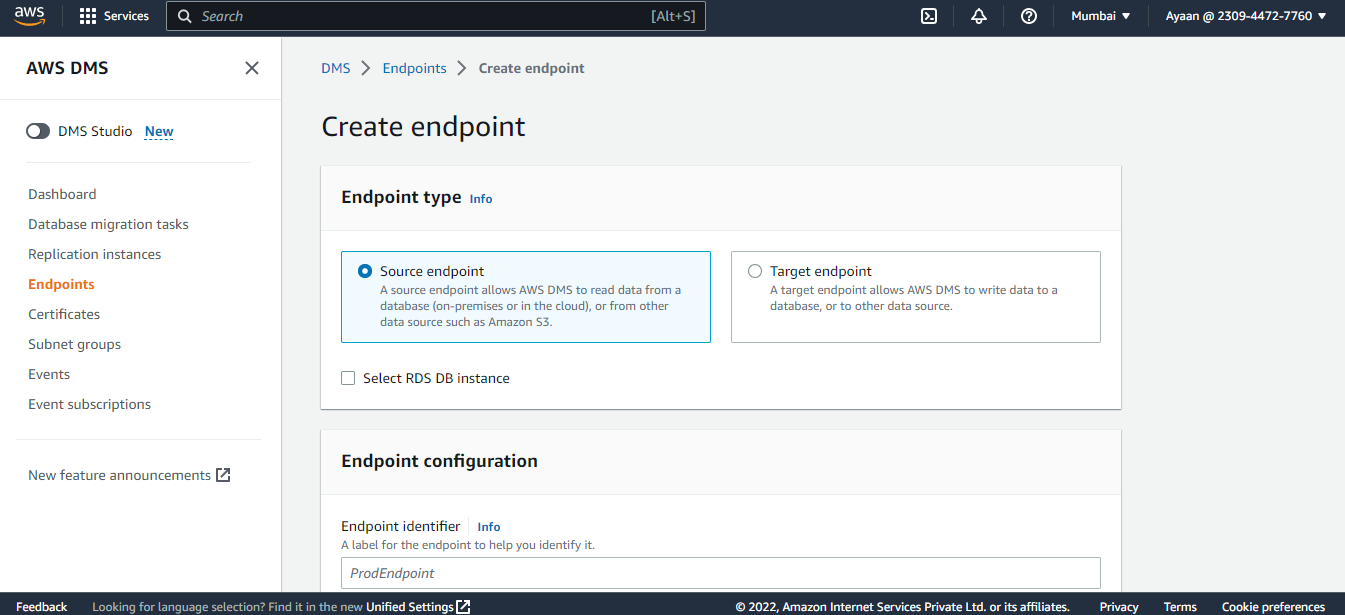 aws
Services
Search [Alt+S]
Mumbai ▼
Ayaan @ 2309-4472-7760 ▼
AWS DMS
DMS Studio New
Dashboard
Database migration tasks
Replication instances
Endpoints
Certificates
Subnet groups
Events
Event subscriptions
New feature announcements
DMS > Endpoints > Create endpoint
Create endpoint
Endpoint type Info
Source endpoint
A source endpoint allows AWS DMS to read data from a
database (on-premises or in the cloud), or from other
data source such as Amazon S3.
Target endpoint
A target endpoint allows AWS DMS to write data to a
database, or to other data source.
Select RDS DB instance
Endpoint configuration
Endpoint identifier Info
A label for the endpoint to help you identify it.
ProdEndpoint
Feedback Looking for language selection? Find it in the new Unified Settings
© 2022, Amazon Internet Services Private Ltd. or its affiliates. Privacy Terms Cookie preferences